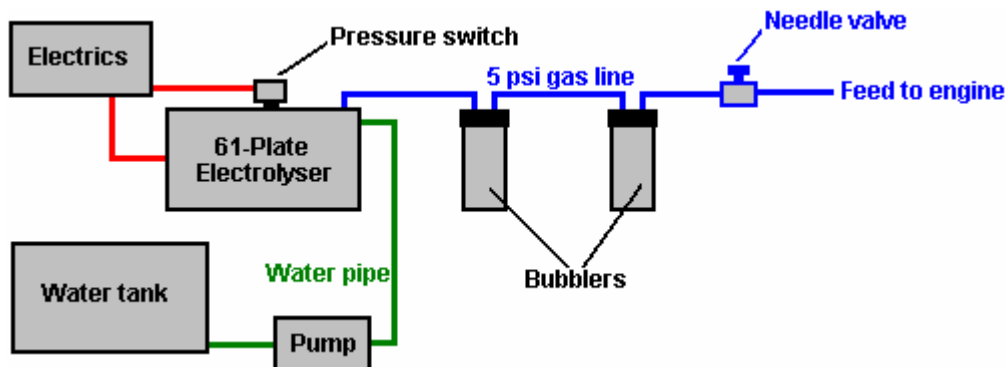 Electrics
Pressure switch
Needle valve
5 psi gas line
Feed to engine
61-Plate
Electrolyser
Water tank
Water pipe
Pump
Bubblers